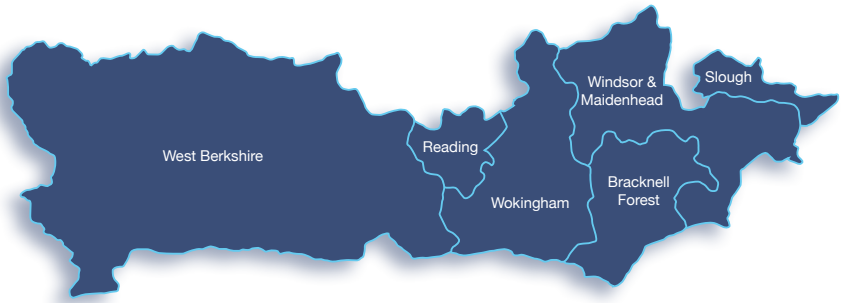 West Berkshire
Reading
Wokingham
Windsor &
Maidenhead
Bracknell
Forest
Slough